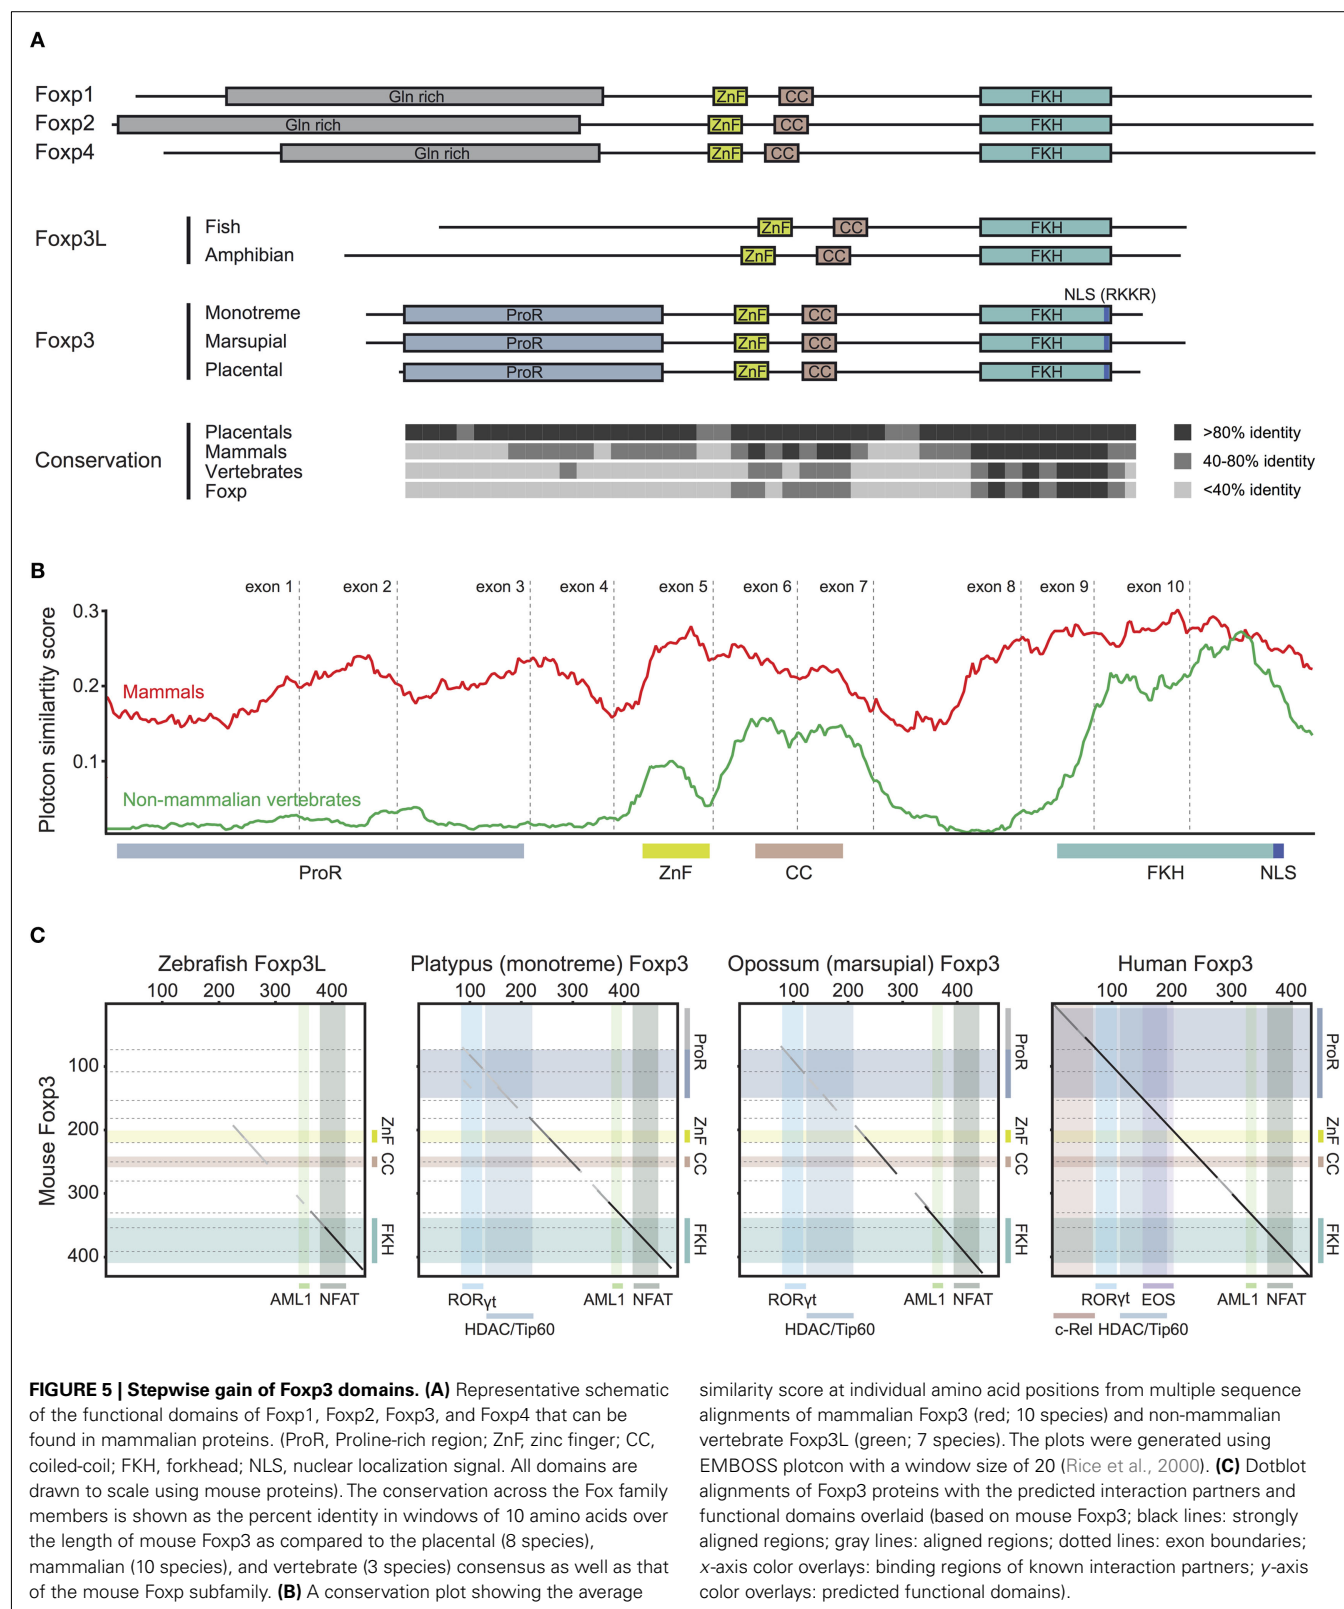 A
Foxp1
Gln rich
ZnF
CC
FKH
Foxp2
Gln rich
ZnF
CC
FKH
Foxp4
Gln rich
ZnF
CC
FKH
Foxp3L
Fish
ZnF
CC
FKH
Amphibian
ZnF
CC
FKH
NLS (RKKR)
Foxp3
Monotreme
ProR
ZnF
CC
FKH
Marsupial
ProR
ZnF
CC
FKH
Placental
ProR
ZnF
CC
FKH
Conservation
Placentals
Mammals
Vertebrates
Foxp
>80% identity
40-80% identity
<40% identity
B
exon 1
exon 2
exon 3
exon 4
exon 5
exon 6
exon 7
exon 8
exon 9
exon 10
Plotcon similartity score
0.3
0.2
0.1
Mammals
Non-mammalian vertebrates
ProR
ZnF
CC
FKH
NLS
C
Zebrafish Foxp3L
Platypus (monotreme) Foxp3
Opossum (marsupial) Foxp3
Human Foxp3
100 200 300 400
100 200 300 400
100 200 300 400
100 200 300 400
Mouse Foxp3
100
200
300
400
ZnF
CC
FKH
ProR
ZnF
CC
FKH
ProR
ZnF
CC
FKH
ProR
ZnF
CC
FKH
AML1 NFAT
RORγt
AML1 NFAT
HDAC/Tip60
RORγt
AML1 NFAT
HDAC/Tip60
RORγt EOS
AML1 NFAT
c-Rel HDAC/Tip60
FIGURE 5 | Stepwise gain of Foxp3 domains. (A) Representative schematic
of the functional domains of Foxp1, Foxp2, Foxp3, and Foxp4 that can be
found in mammalian proteins. (ProR, Proline-rich region; ZnF, zinc finger; CC,
coiled-coil; FKH, forkhead; NLS, nuclear localization signal. All domains are
drawn to scale using mouse proteins). The conservation across the Fox family
members is shown as the percent identity in windows of 10 amino acids over
the length of mouse Foxp3 as compared to the placental (8 species),
mammalian (10 species), and vertebrate (3 species) consensus as well as that
of the mouse Foxp subfamily. (B) A conservation plot showing the average
similarity score at individual amino acid positions from multiple sequence
alignments of mammalian Foxp3 (red; 10 species) and non-mammalian
vertebrate Foxp3L (green; 7 species). The plots were generated using
EMBOSS plotcon with a window size of 20 (Rice et al., 2000). (C) Dotblot
alignments of Foxp3 proteins with the predicted interaction partners and
functional domains overlaid (based on mouse Foxp3; black lines: strongly
aligned regions; gray lines: aligned regions; dotted lines: exon boundaries;
x-axis color overlays: binding regions of known interaction partners; y-axis
color overlays: predicted functional domains).